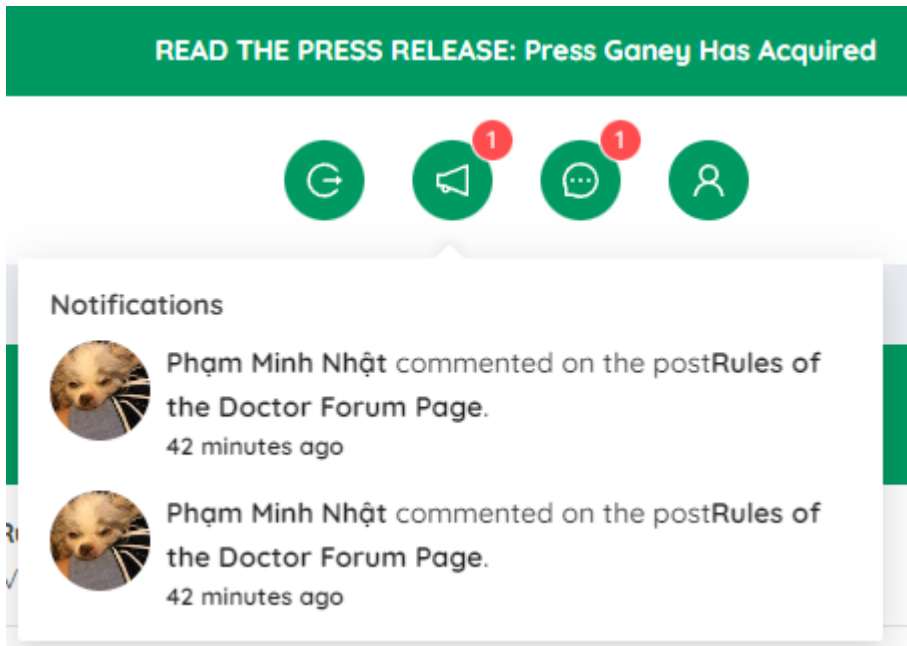 READ THE PRESS RELEASE: Press Ganey Has Acquired
1
1
Notifications
Phạm Minh Nhật commented on the postRules of
the Doctor Forum Page.
42 minutes ago
Phạm Minh Nhật commented on the postRules of
the Doctor Forum Page.
42 minutes ago